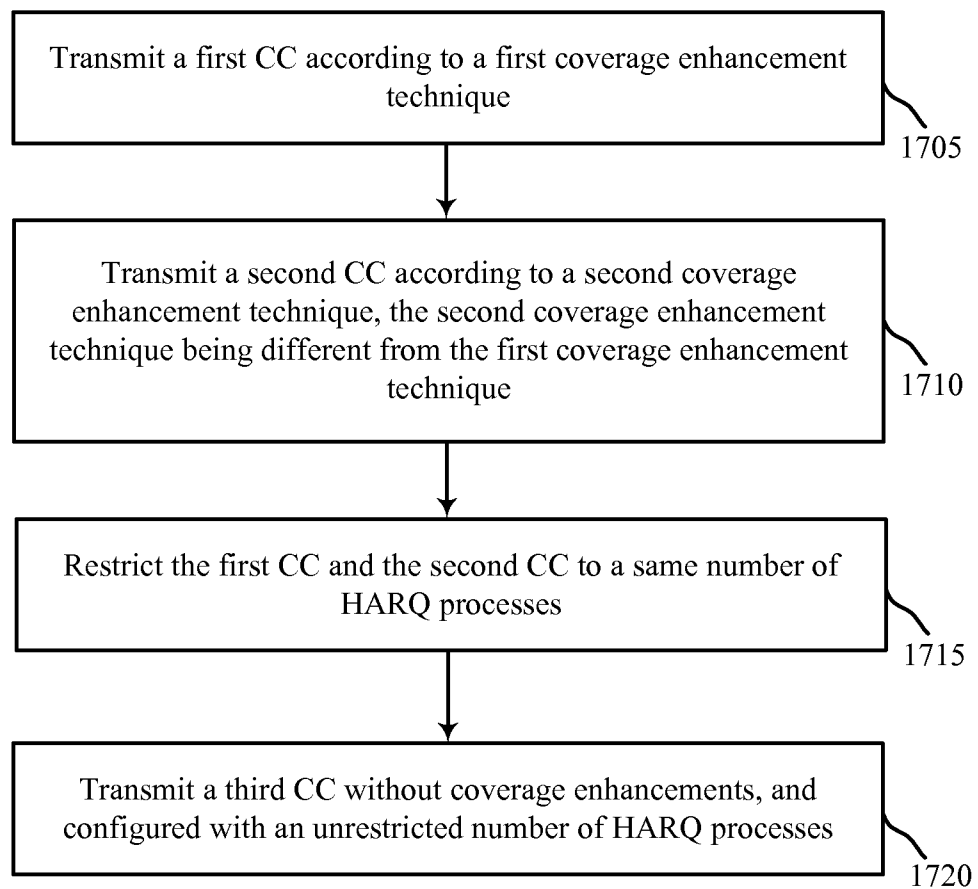 Transmit a first CC according to a first coverage enhancement
technique
1705
Transmit a second CC according to a second coverage
enhancement technique, the second coverage enhancement
technique being different from the first coverage enhancement
technique
1710
Restrict the first CC and the second CC to a same number of
HARQ processes
1715
Transmit a third CC without coverage enhancements, and
configured with an unrestricted number of HARQ processes
1720